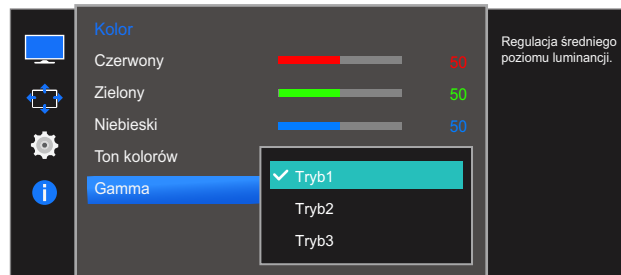 Kolor
Czerwony 50
Zielony 50
Niebieski 50
Ton kolorów
Gamma
Tryb1
Tryb2
Tryb3
Regulacja średniego
poziomu luminancji.